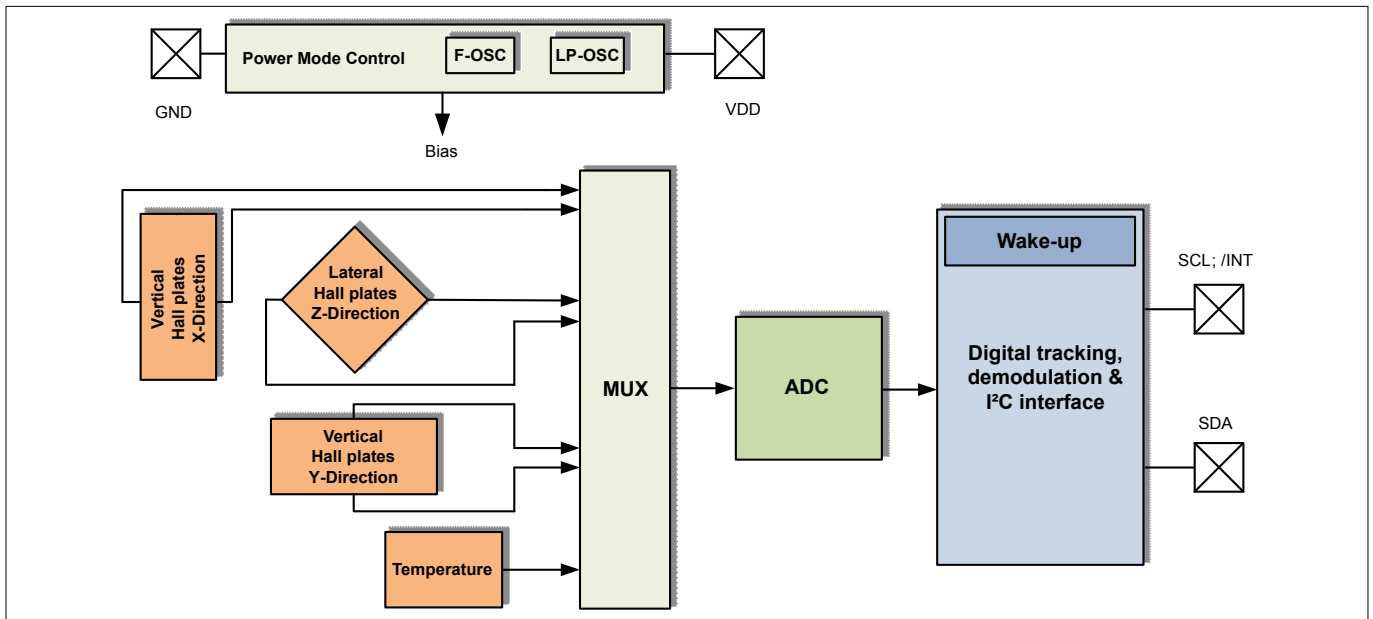 Power Mode Control
F-OSC
LP-OSC
GND
VDD
Bias
Vertical
Hall plates
X-Direction
Lateral
Hall plates
Z-Direction
Vertical
Hall plates
Y-Direction
Temperature
MUX
ADC
Wake-up
Digital tracking,
demodulation &
I²C interface
SCL; /INT
SDA